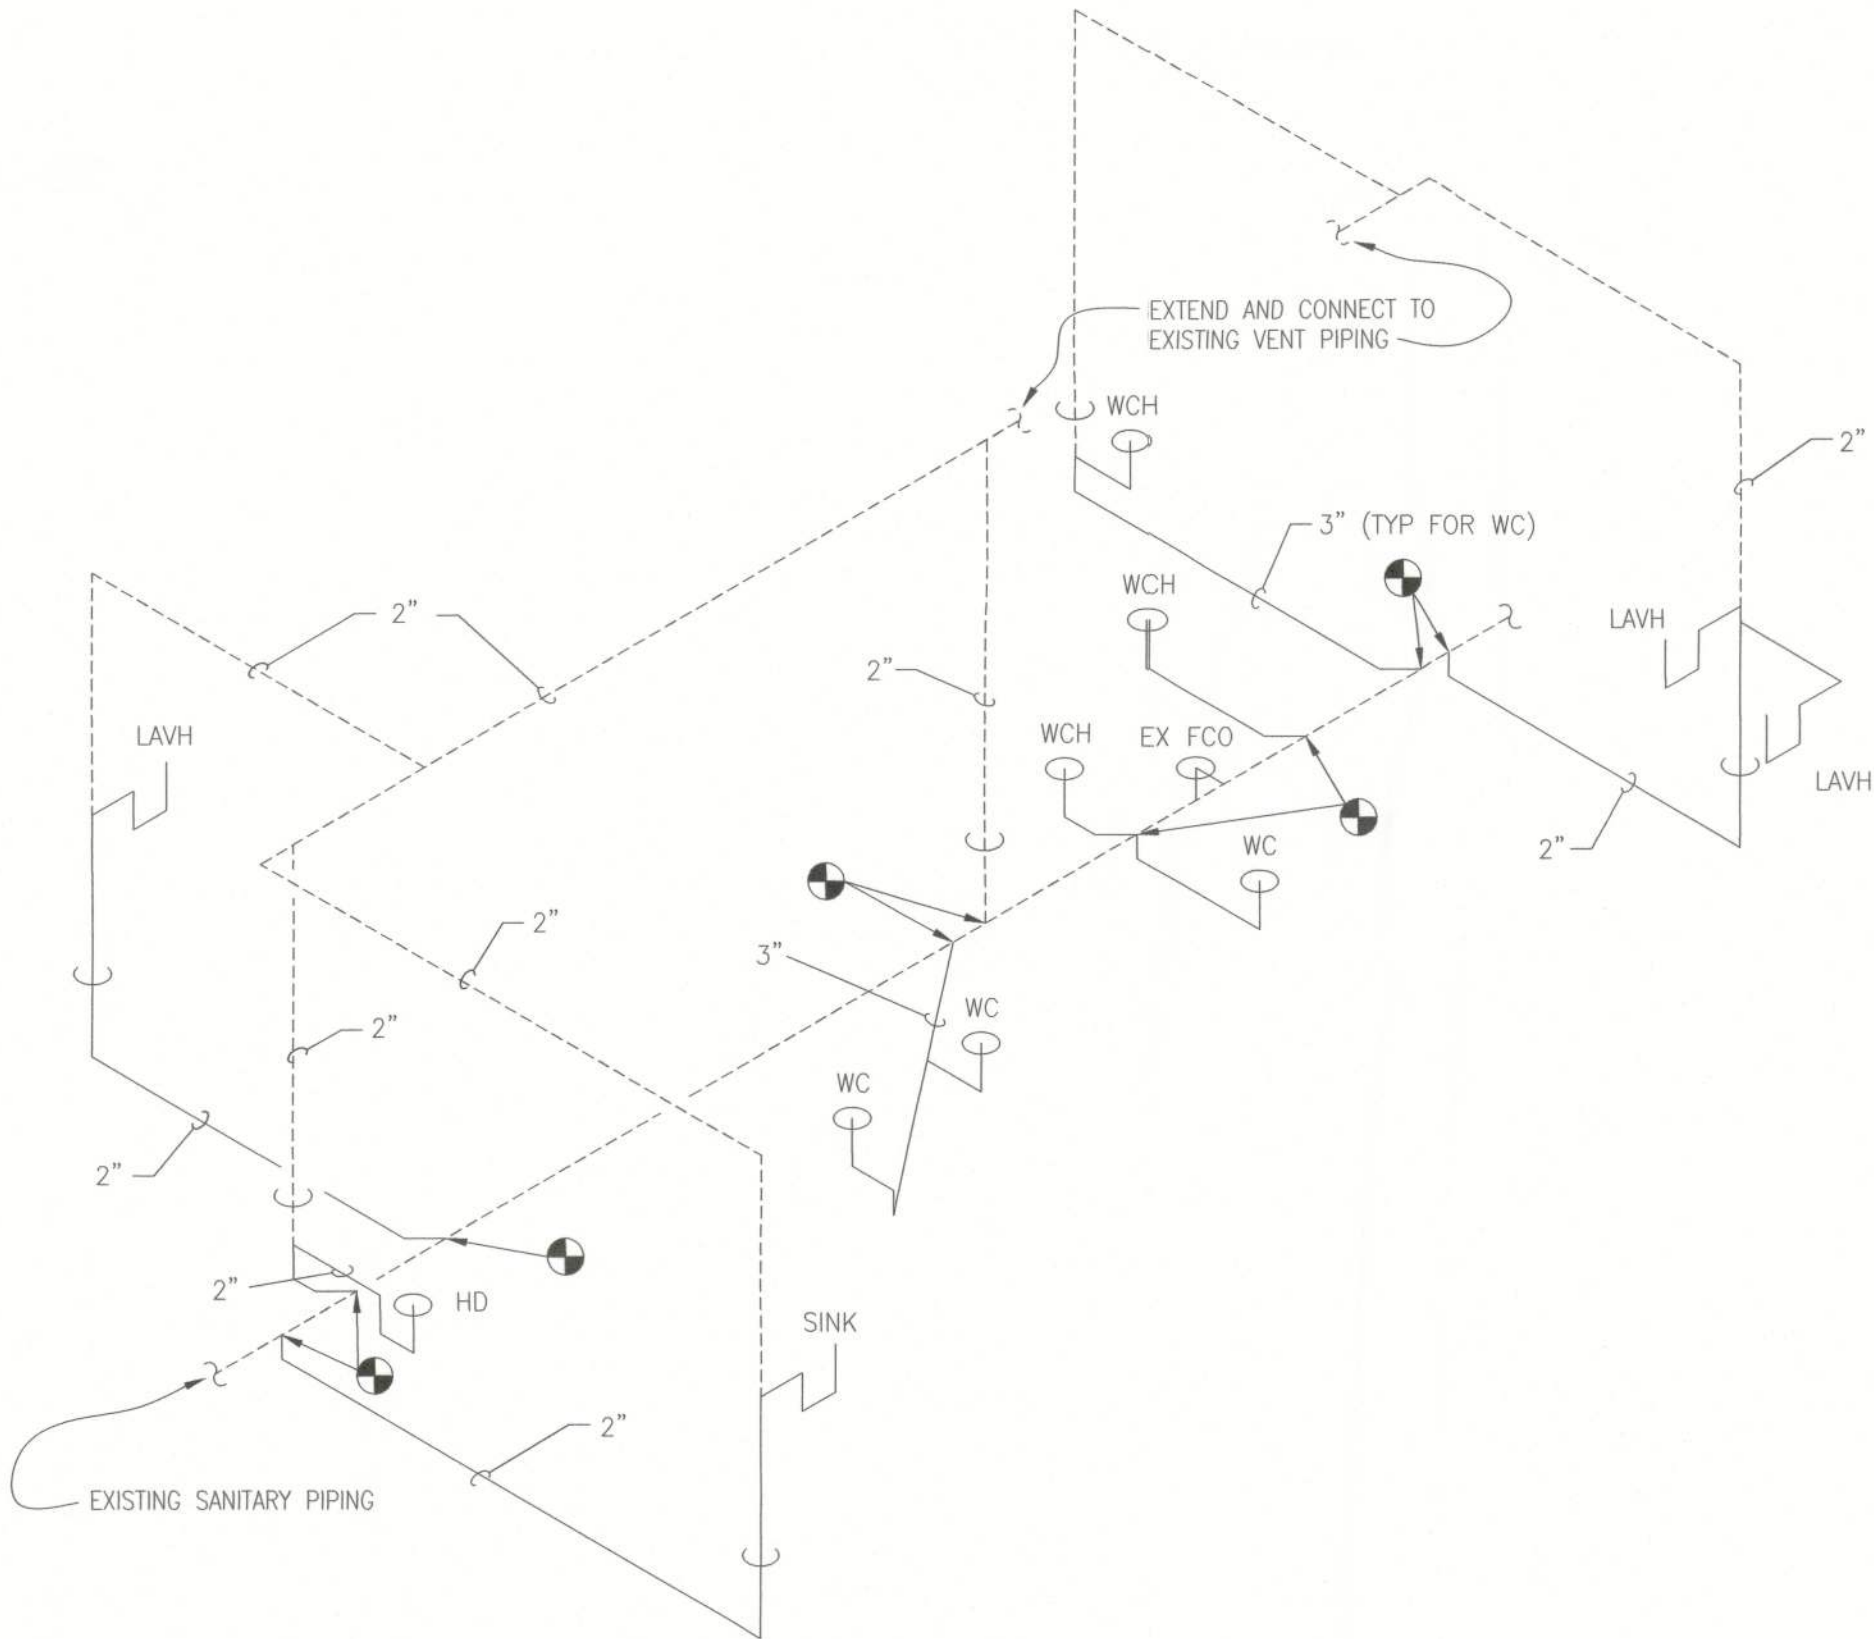 EXTEND AND CONNECT TO
EXISTING VENT PIPING
WCH
2"
3" (TYP FOR WC)
WCH
LAVH
2"
2"
LAVH
WCH
EX FCO
LAVH
2"
WC
2"
3"
WC
2"
WC
2"
2"
HD
SINK
2"
EXISTING SANITARY PIPING